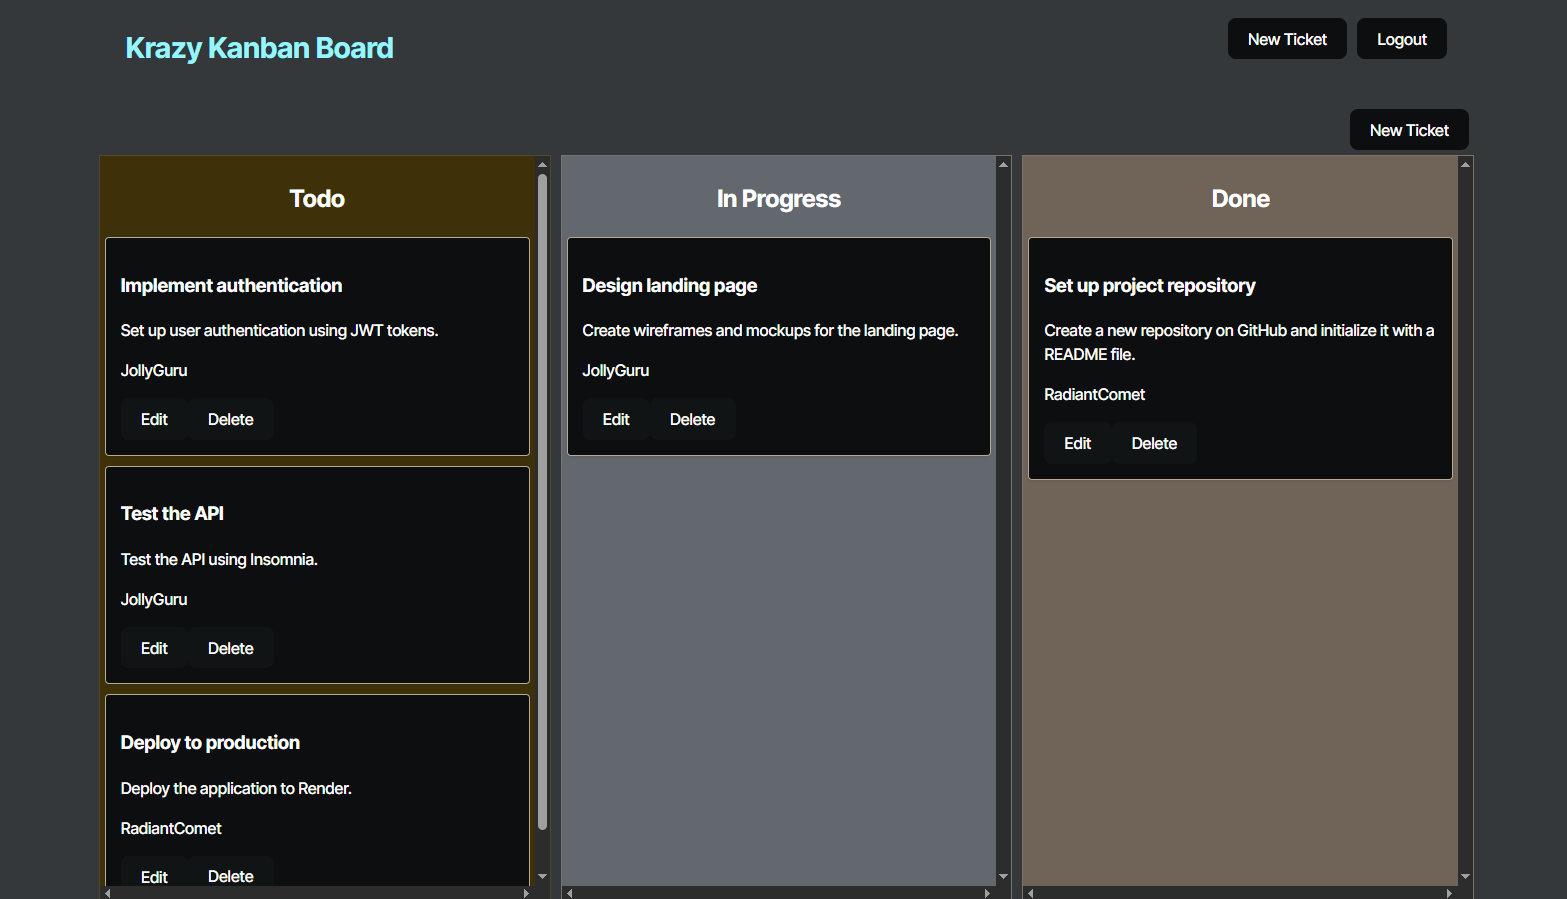 Krazy Kanban Board
New Ticket
Logout
New Ticket
Todo
Implement authentication
Set up user authentication using JWT tokens.
JollyGuru
Edit
Delete
Test the API
Test the API using Insomnia.
JollyGuru
Edit
Delete
Deploy to production
Deploy the application to Render.
RadiantComet
Edit
Delete
In Progress
Design landing page
Create wireframes and mockups for the landing page.
JollyGuru
Edit
Delete
Done
Set up project repository
Create a new repository on GitHub and initialize it with a
README file.
RadiantComet
Edit
Delete